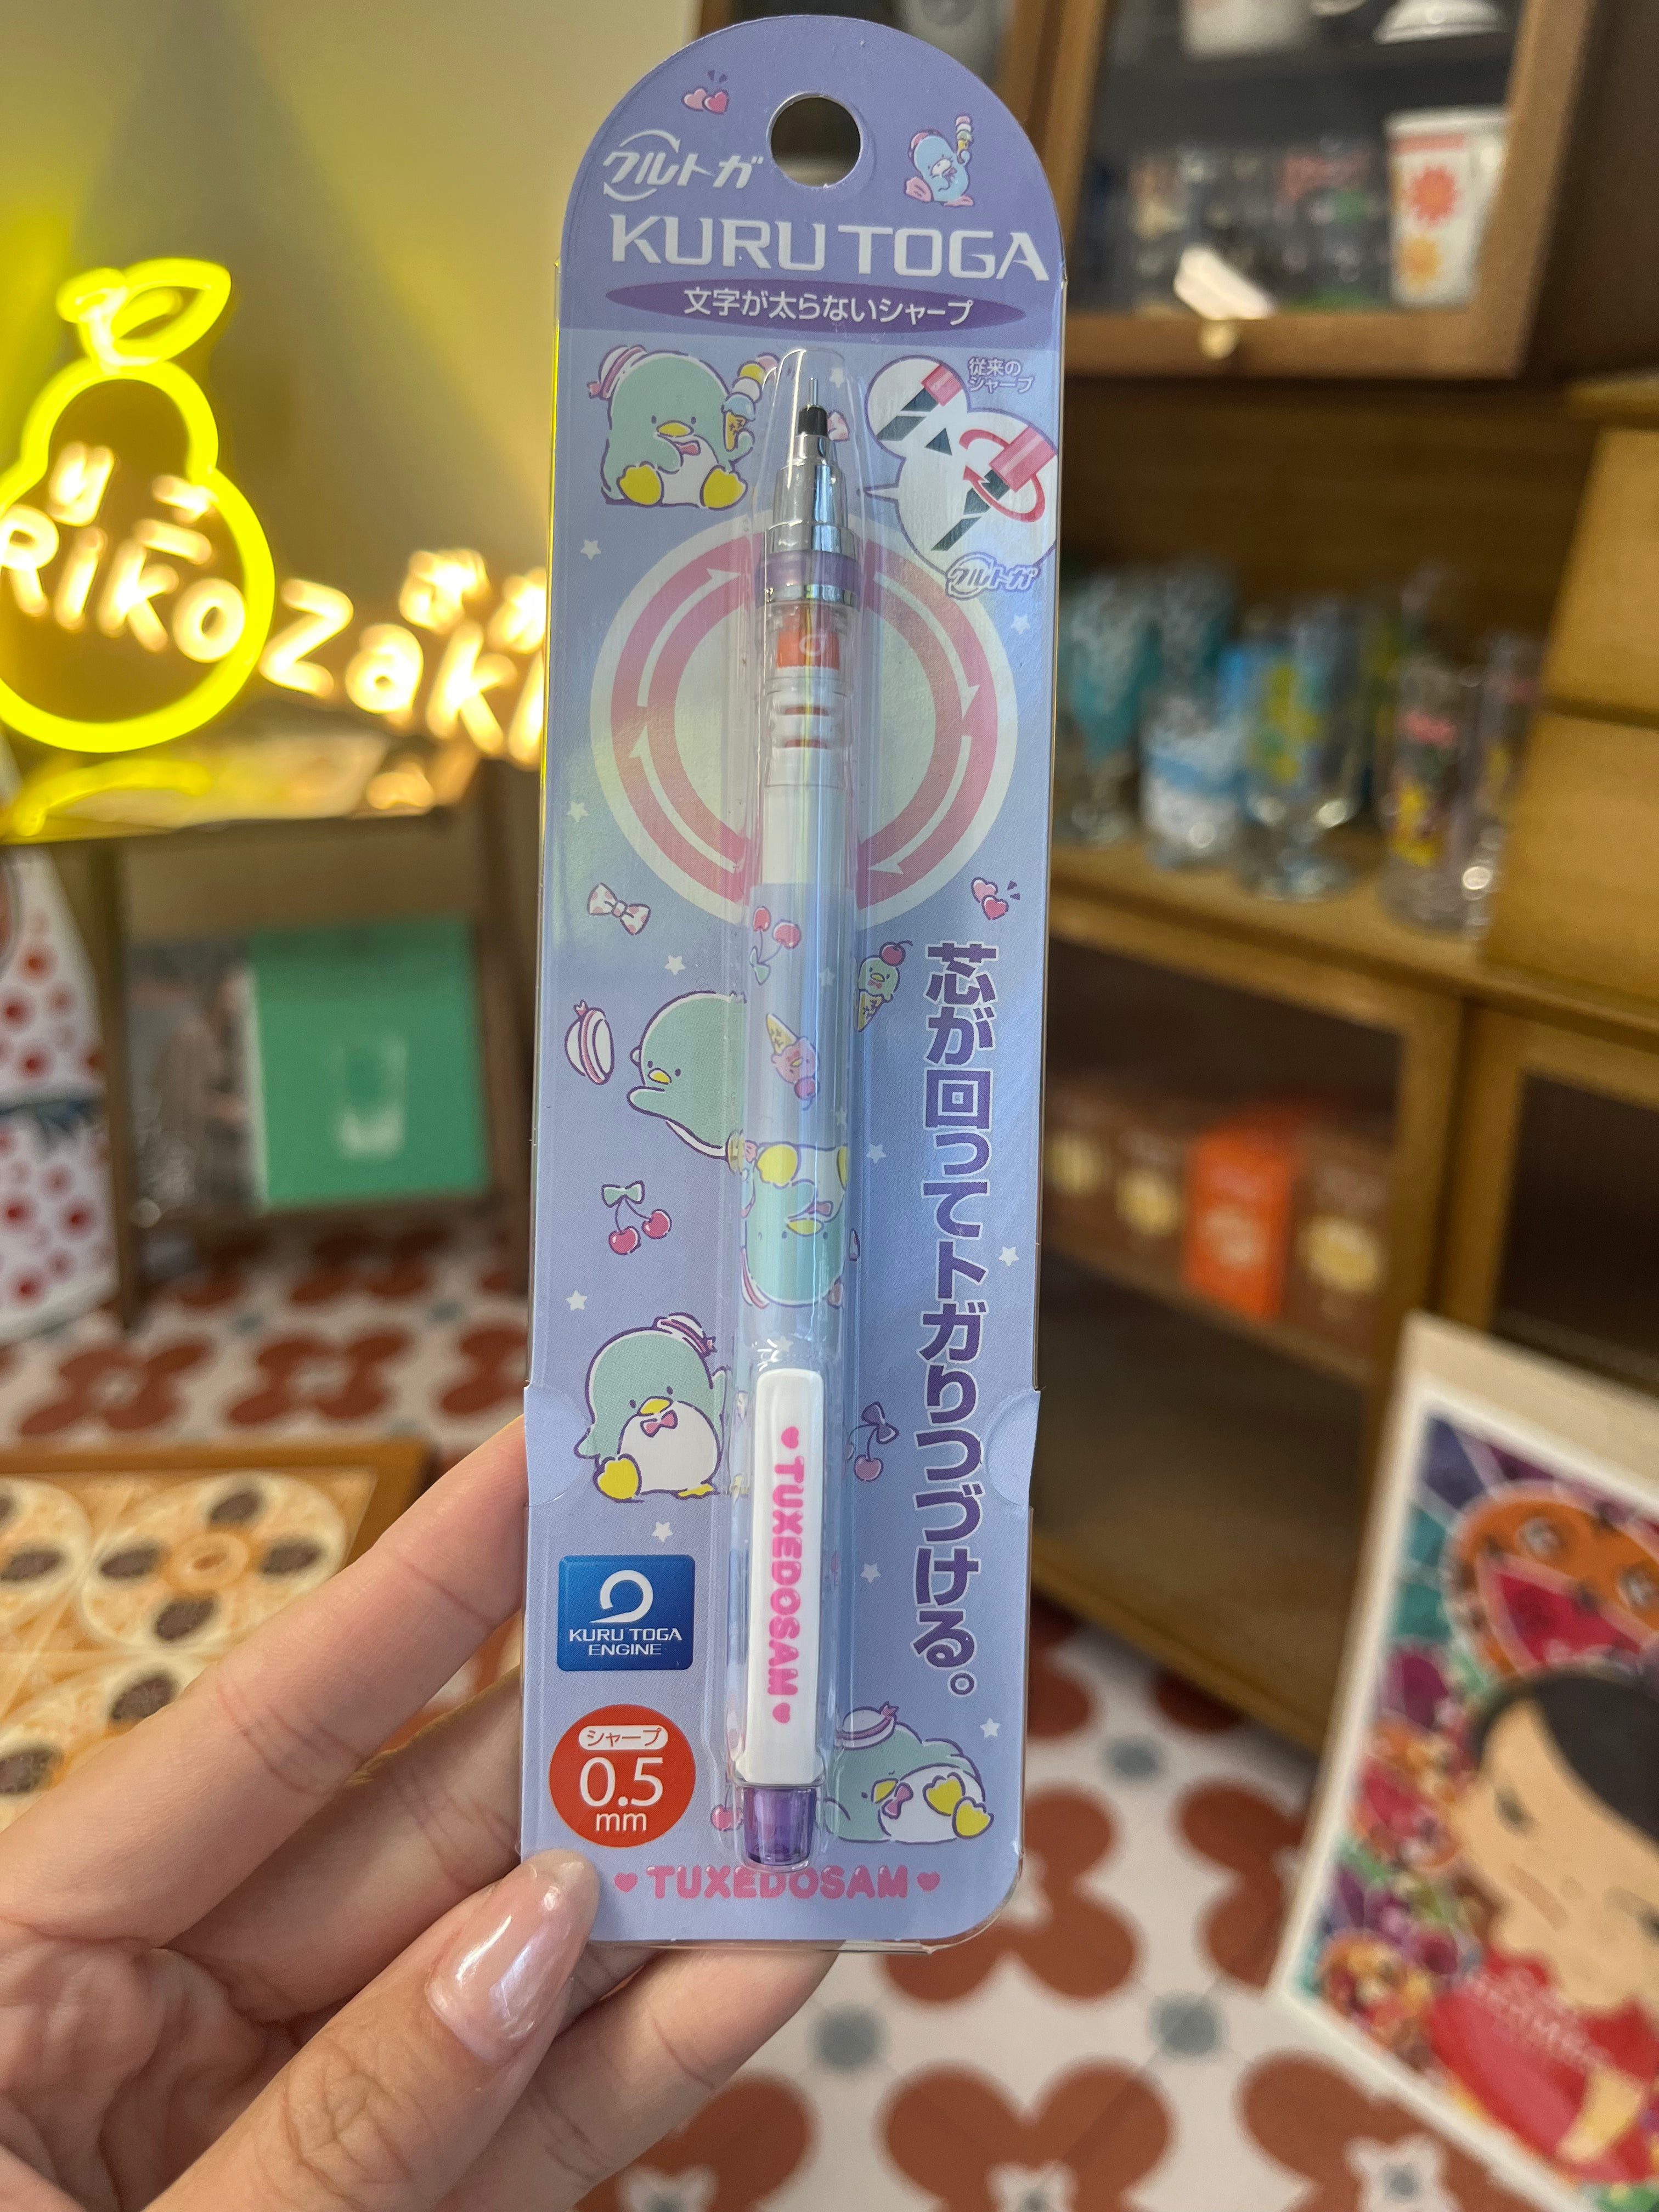 クルトガ
KURU TOGA
文字が太らないシャープ
従来の
シャープ
クルトガ
芯が回ってトガりつづける。
♥TUXEDOSAM♥
KURU TOGA
ENGINE
シャープ
0.5
mm
♥TUXEDOSAM♥
リコ
RikoZaki